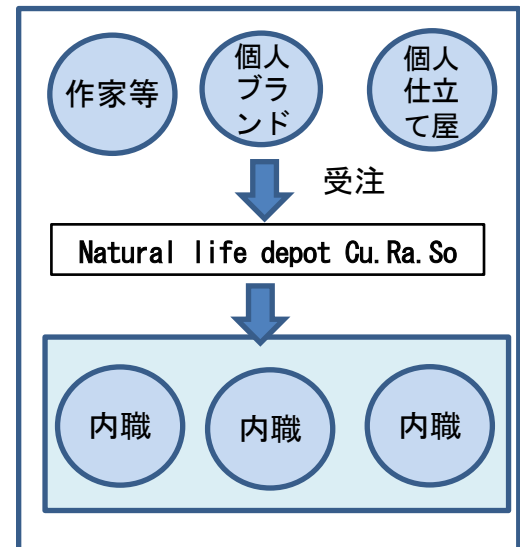 作家等
個人
ブラ
ンド
個人
仕立
て屋
受注
Natural life depot Cu.Ra.So
内職
内職
内職